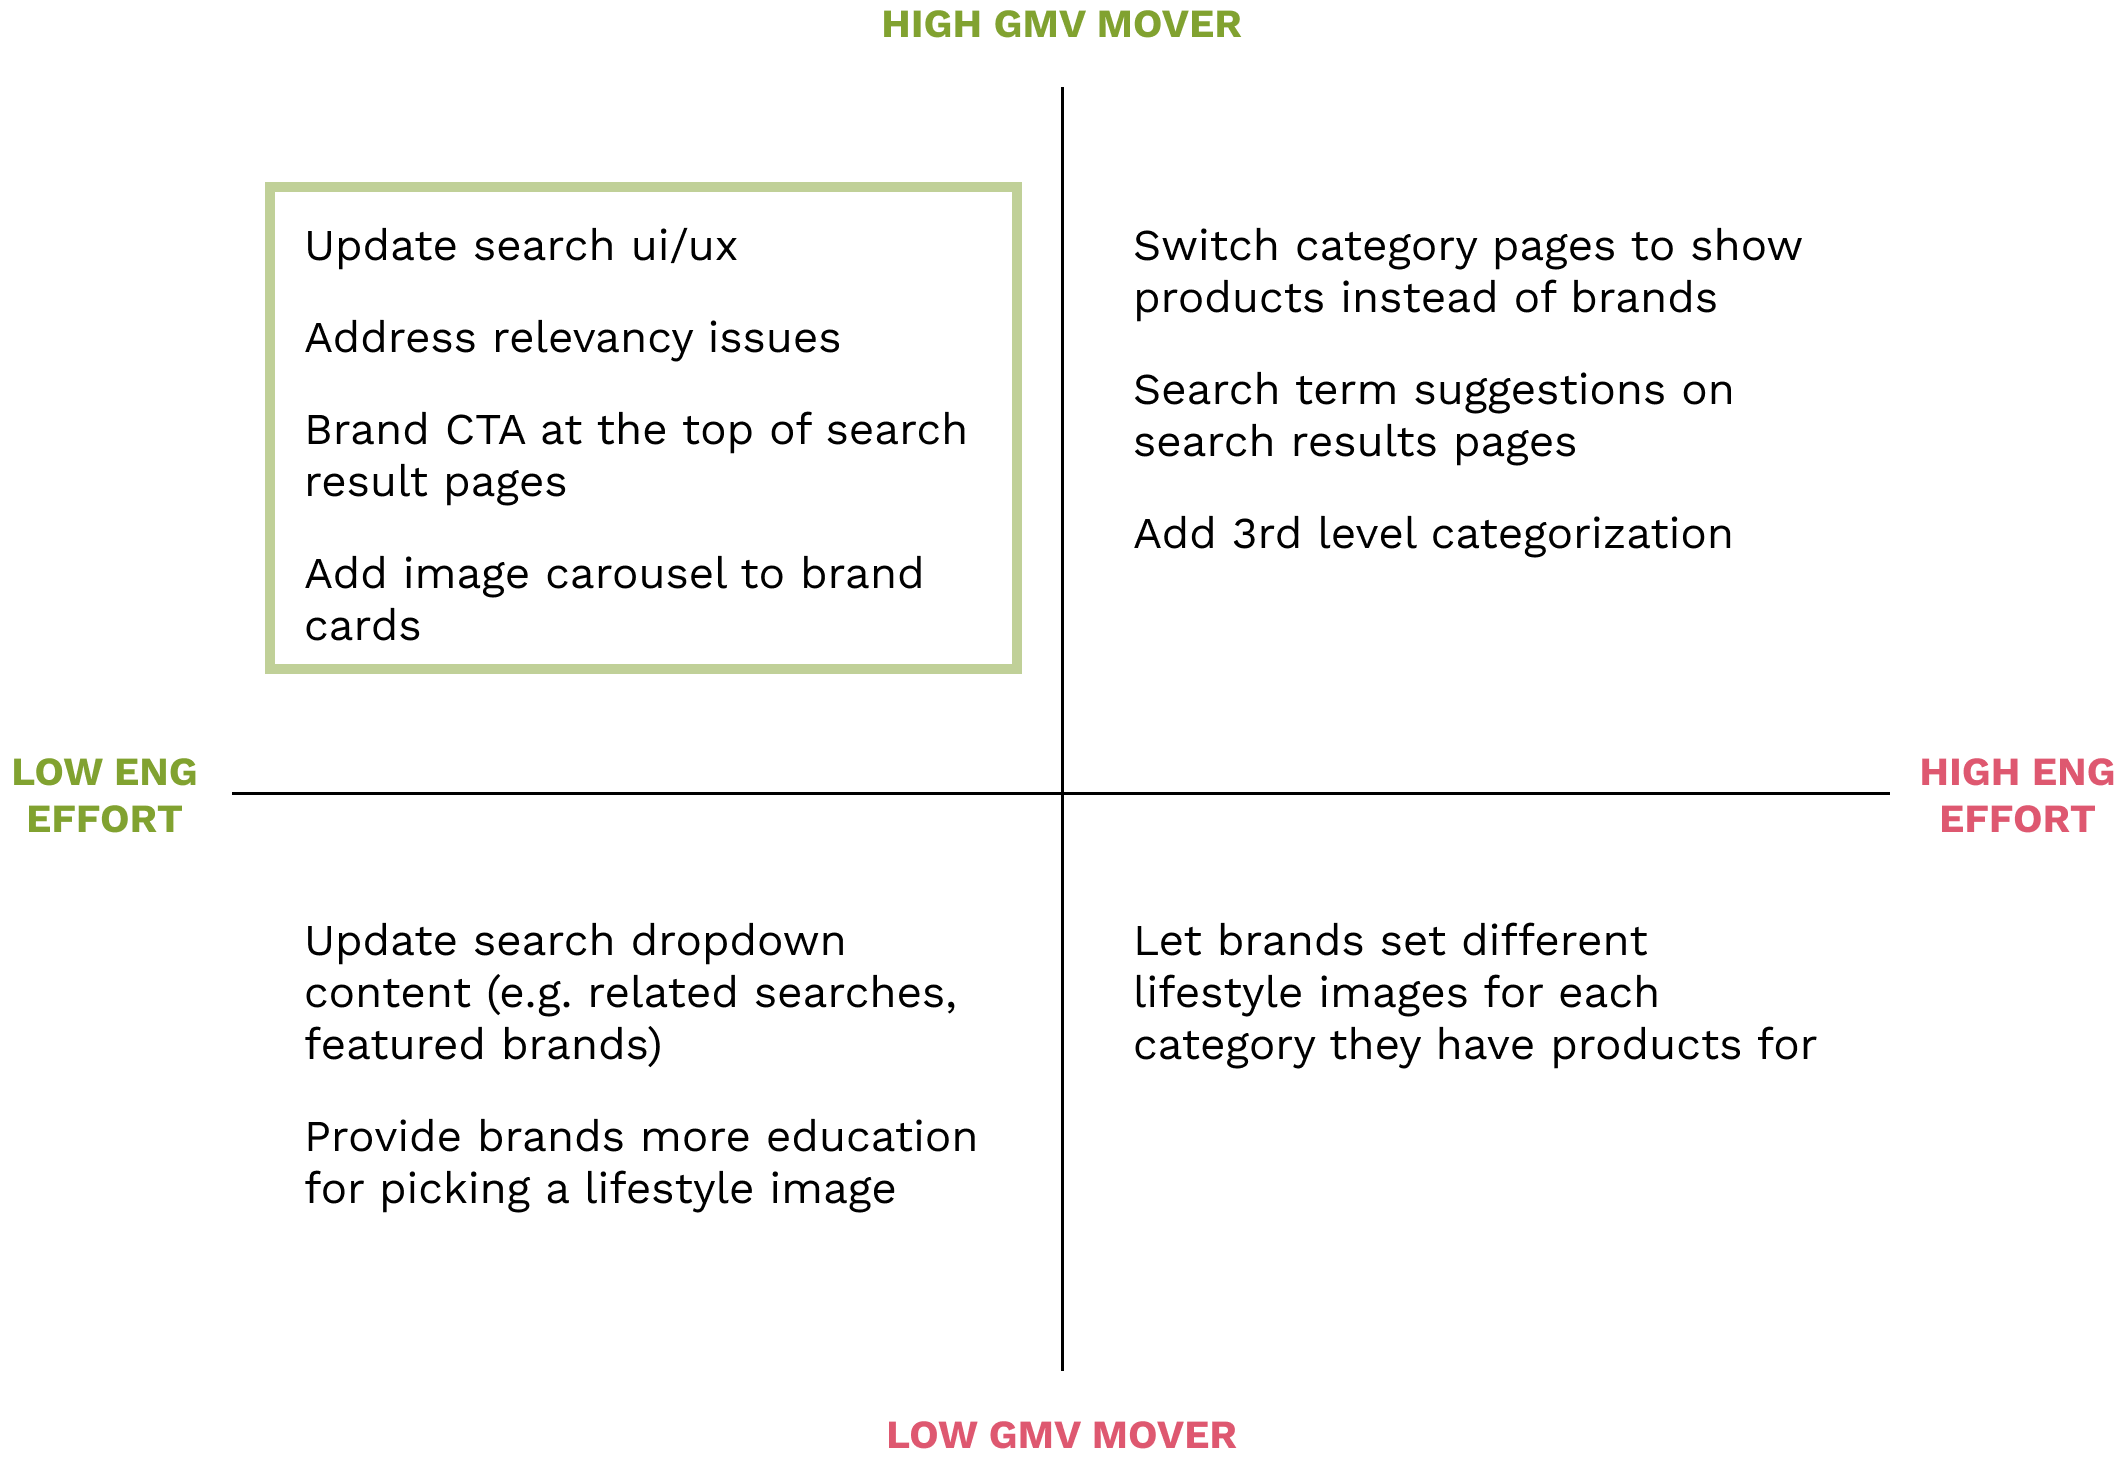 HIGH GMV MOVER
Update search ui/ux
Address relevancy issues
Brand CTA at the top of search
result pages
Add image carousel to brand
cards
Switch category pages to show
products instead of brands
Search term suggestions on
search results pages
Add 3rd level categorization
LOW ENG
EFFORT
HIGH ENG
EFFORT
Update search dropdown
content (e.g. related searches,
featured brands)
Provide brands more education
for picking a lifestyle image
Let brands set different
lifestyle images for each
category they have products for
LOW GMV MOVER